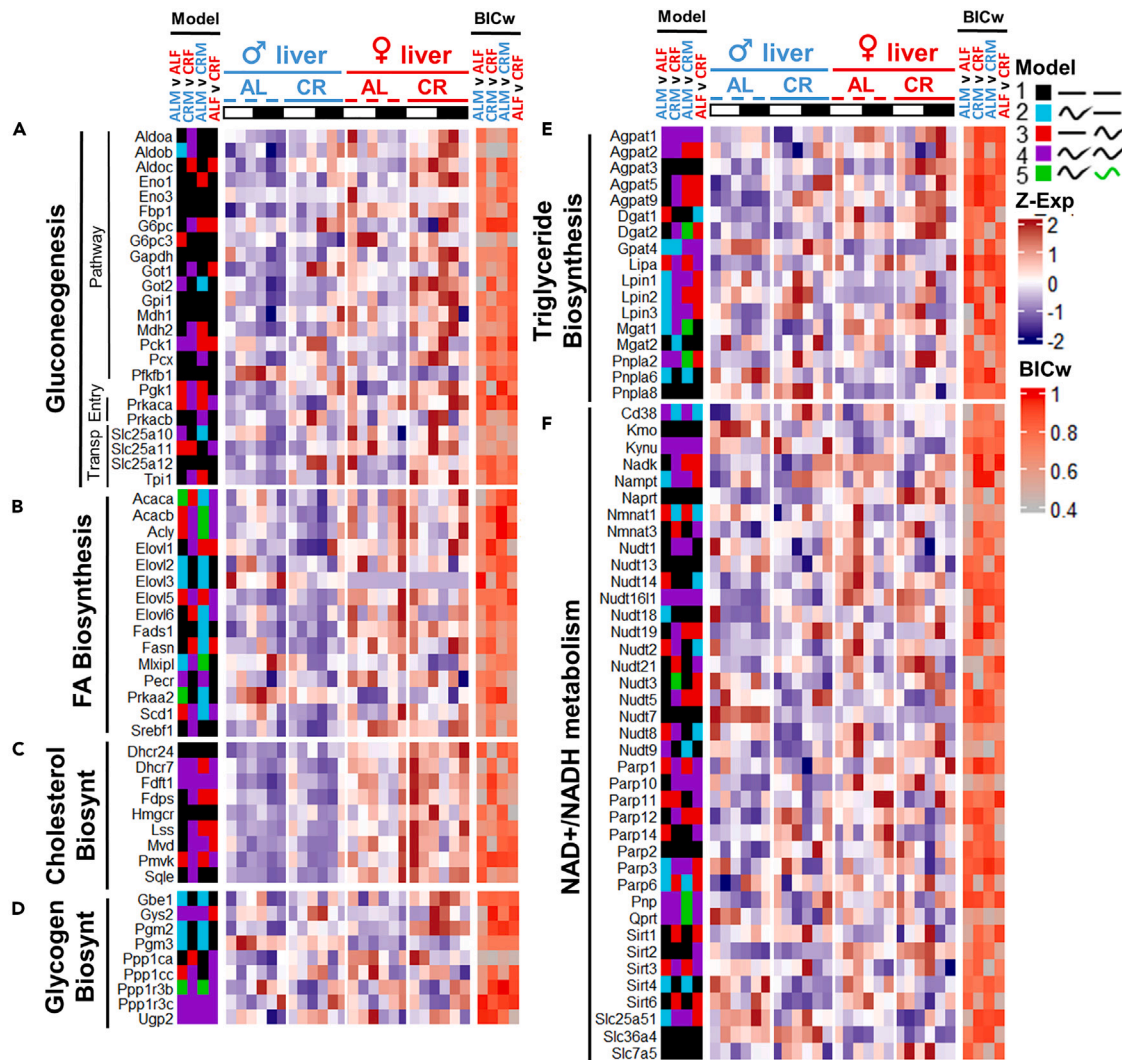 Model
BICw
♂ liver
♀ liver
AL
CR
AL
CR
ALM v ALF
CRM v CRF
ALM v CRM
ALF v CRF
ALM v ALF
CRM v CRF
ALM v CRM
ALF v CRF
A
Gluconeogenesis
Pathway
Entry
Transp
Aldoa
Aldob
Aldoc
Eno1
Eno3
Fbp1
G6pc
G6pc3
Gapdh
Got1
Got2
Gpi1
Mdh1
Mdh2
Pck1
Pcx
Pfkfb1
Pgk1
Prkaca
Prkacb
Slc25a10
Slc25a11
Slc25a12
Tpi1
B
FA Biosynthesis
Acaca
Acacb
Acly
Elovl1
Elovl2
Elovl3
Elovl5
Elovl6
Fads1
Fasn
Mlxipl
Pecr
Prkaa2
Scd1
Srebf1
C
Cholesterol
Biosynt
Dhcr24
Dhcr7
Fdft1
Fdps
Hmgcr
Lss
Mvd
Pmvk
Sqle
D
Glycogen
Biosynt
Gbe1
Gys2
Pgm2
Pgm3
Ppp1ca
Ppp1cc
Ppp1r3b
Ppp1r3c
Ugp2
Model
BICw
♂ liver
♀ liver
AL
CR
AL
CR
ALM v ALF
CRM v CRF
ALM v CRM
ALF v CRF
ALM v ALF
CRM v CRF
ALM v CRM
ALF v CRF
E
Triglyceride
Biosynthesis
Agpat1
Agpat2
Agpat3
Agpat5
Agpat9
Dgat1
Dgat2
Gpat4
Lipa
Lpin1
Lpin2
Lpin3
Mgat1
Mgat2
Pnpla2
Pnpla6
Pnpla8
F
NAD+/NADH metabolism
Cd38
Kmo
Kynu
Nadk
Nampt
Naprt
Nmnat1
Nmnat3
Nudt1
Nudt13
Nudt14
Nudt16l1
Nudt18
Nudt19
Nudt2
Nudt21
Nudt3
Nudt5
Nudt7
Nudt8
Nudt9
Parp1
Parp10
Parp11
Parp12
Parp14
Parp2
Parp3
Parp6
Pnp
Qprt
Sirt1
Sirt2
Sirt3
Sirt4
Sirt6
Slc25a51
Slc36a4
Slc7a5
Model
1
2
3
4
5
Z-Exp
2
1
0
-1
-2
BICw
1
0.8
0.6
0.4